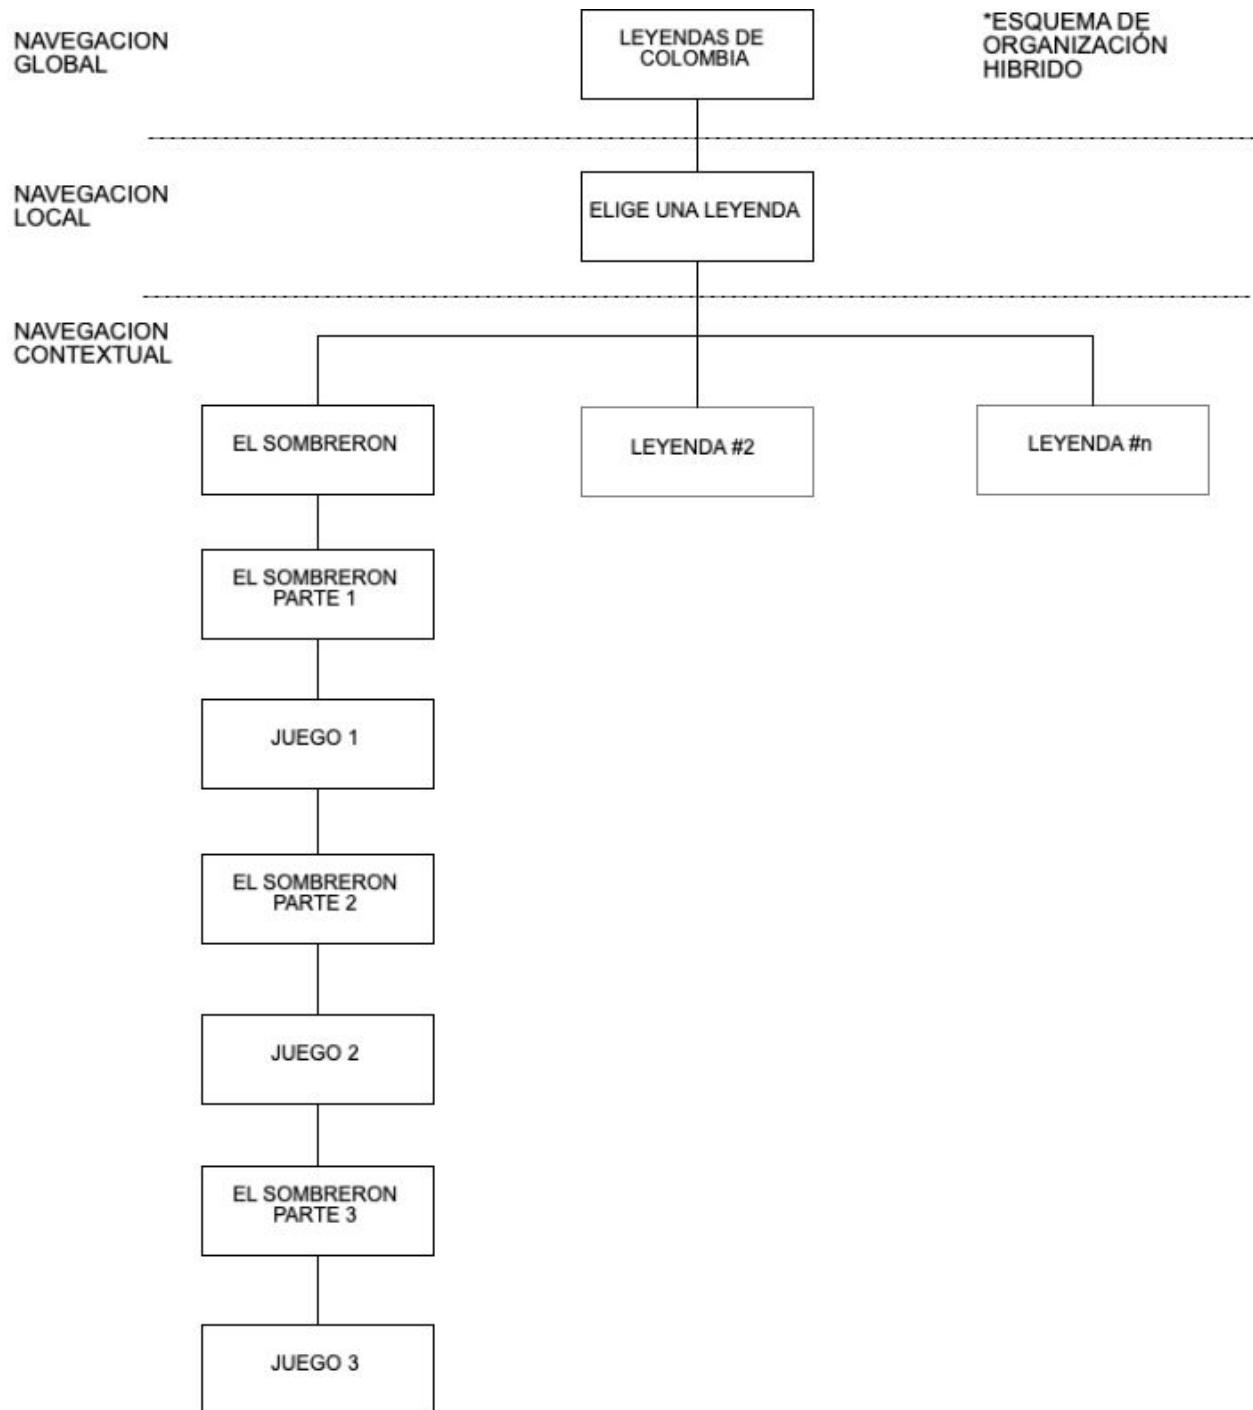 NAVEGACION
GLOBAL
LEYENDAS DE
COLOMBIA
*ESQUEMA DE
ORGANIZACIÓN
HIBRIDO
NAVEGACION
LOCAL
ELIGE UNA LEYENDA
NAVEGACION
CONTEXTUAL
EL SOMBRERON
LEYENDA #2
LEYENDA #n
EL SOMBRERON
PARTE 1
JUEGO 1
EL SOMBRERON
PARTE 2
JUEGO 2
EL SOMBRERON
PARTE 3
JUEGO 3